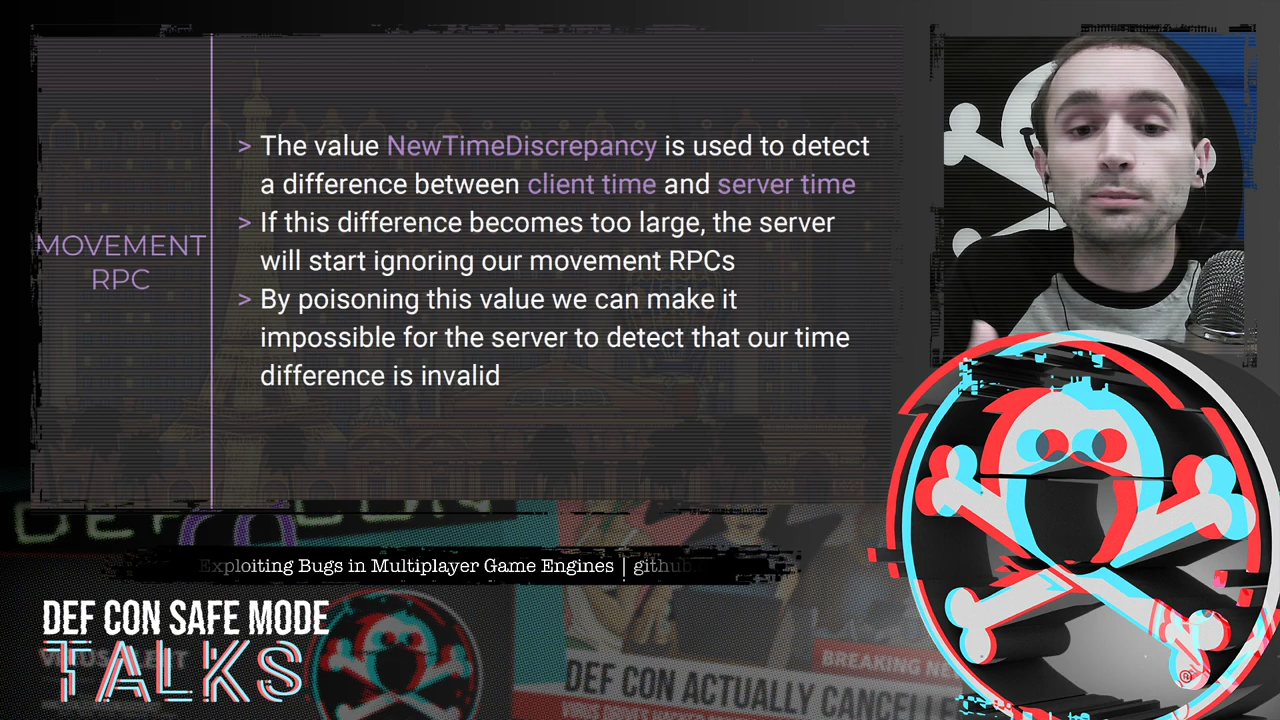 MOVEMENT
RPC
> The value NewTimeDiscrepancy is used to detect
a difference between client time and server time
> If this difference becomes too large, the server
will start ignoring our movement RPCs
> By poisoning this value we can make it
impossible for the server to detect that our time
difference is invalid
DEF CON
Exploiting Bugs in Multiplayer Game Engines | github
DEF CON SAFE MODE
TALKS
BREAKING NE
DEF CON ACTUALLY CANCELLE
®